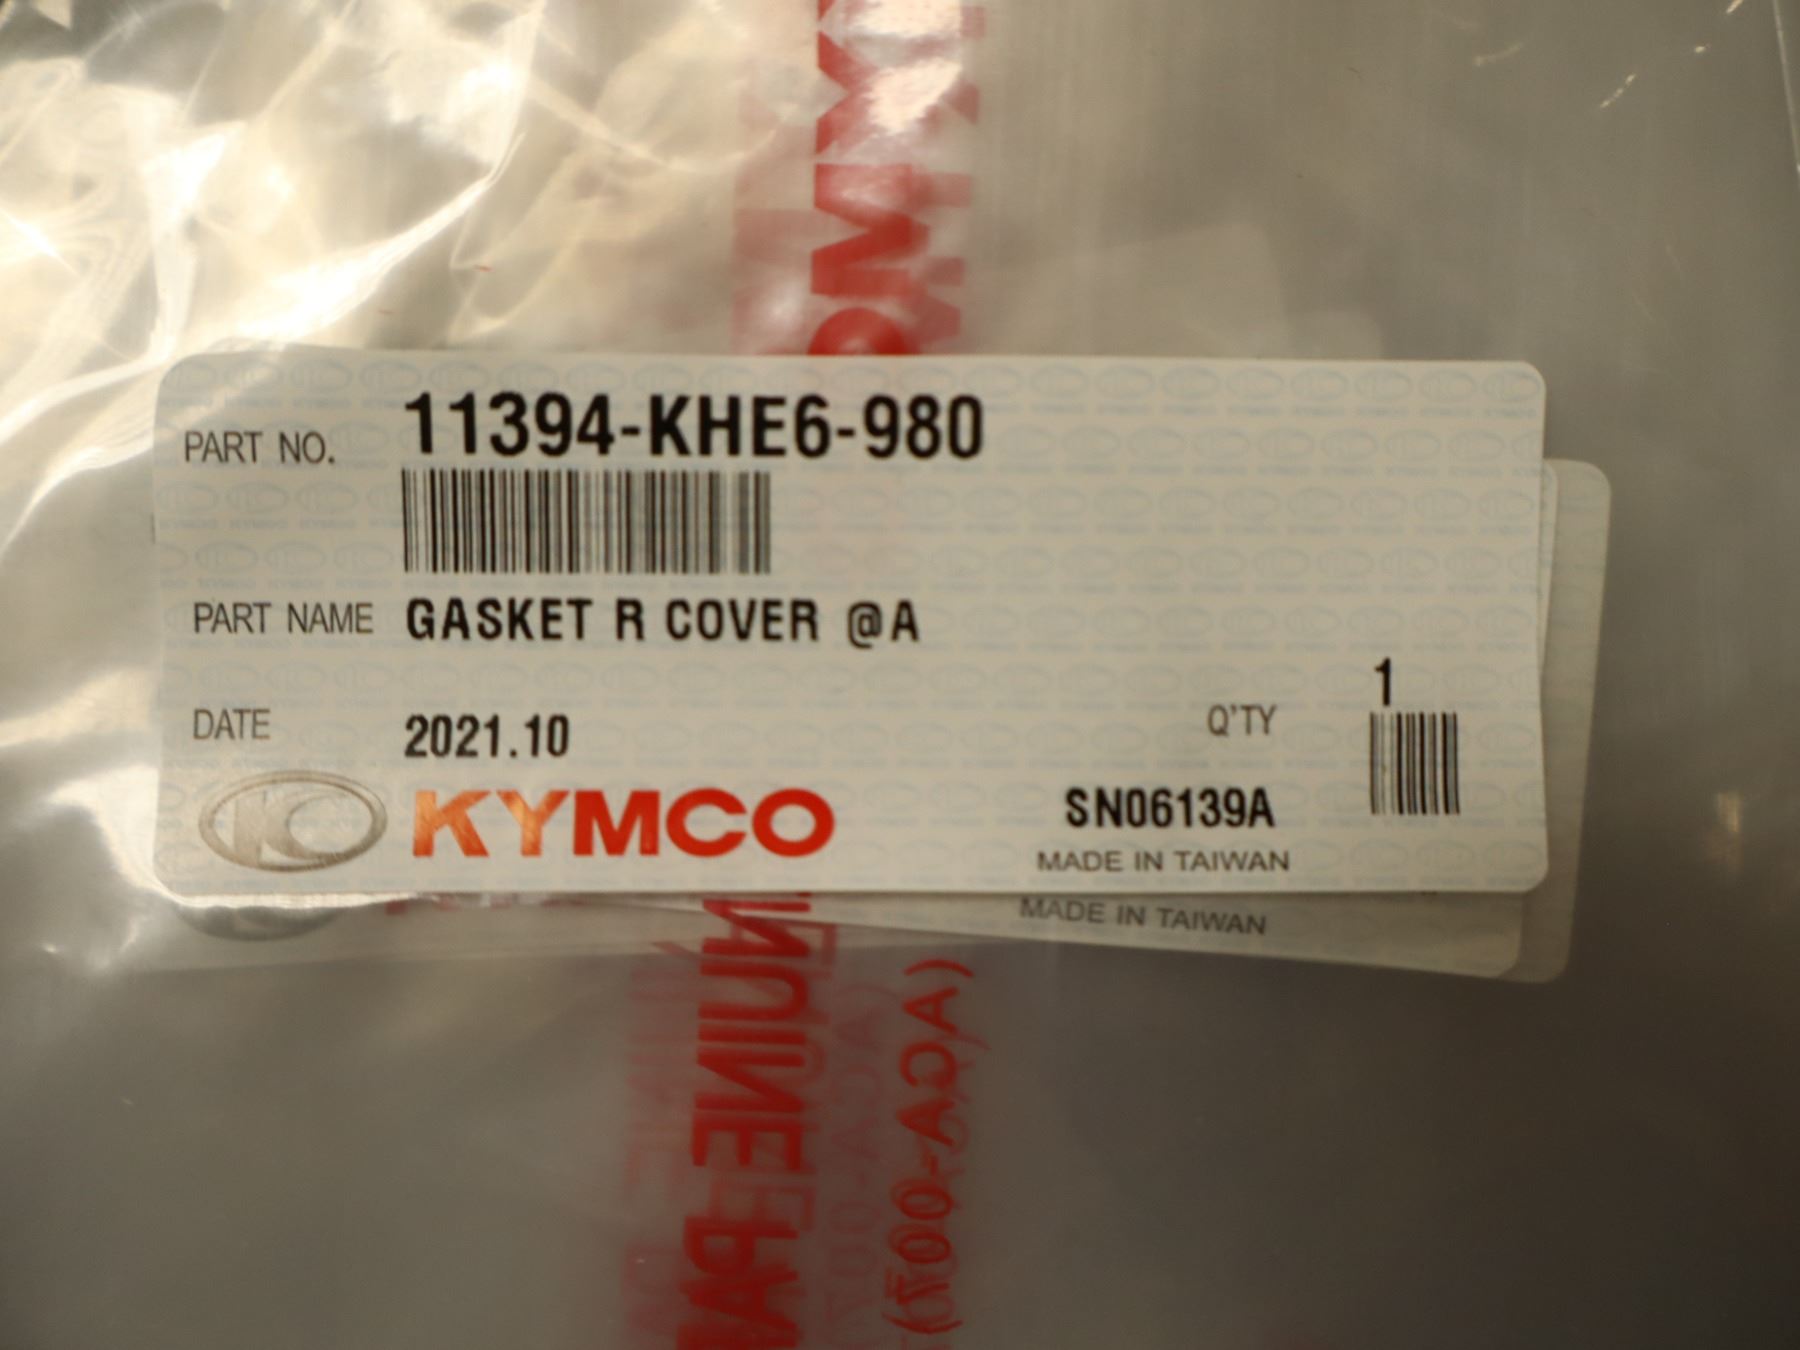 PART NO. 11394-KHE6-980
PART NAME GASKET R COVER @A
DATE 2021.10
Q'TY 1
KYMCO
SN06139A
MADE IN TAIWAN
MADE IN TAIWAN